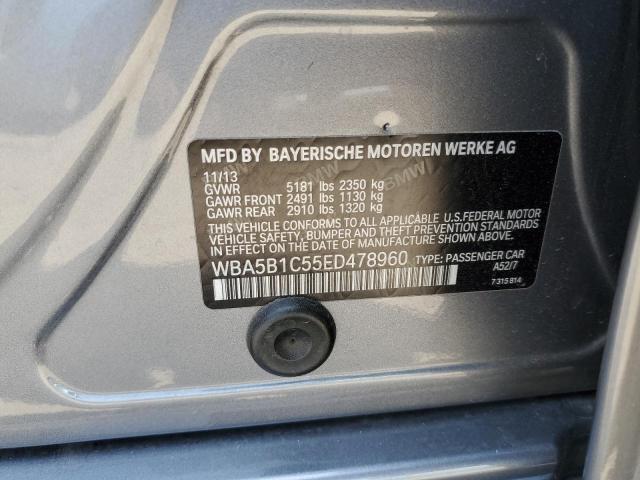 MFD BY BAYERISCHE MOTOREN WERKE AG
11/13
GVWR 5181 lbs 2350 kg
GAWR FRONT 2491 lbs 1130 kg
GAWR REAR 2910 lbs 1320 kg
THIS VEHICLE CONFORMS TO ALL APPLICABLE U.S.FEDERAL MOTOR
VEHICLE SAFETY, BUMPER AND THEFT PREVENTION STANDARDS
IN EFFECT ON THE DATE OF MANUFACTURE SHOWN ABOVE.
WBA5B1C55ED478960 TYPE: PASSENGER CAR
A52/7
7315814